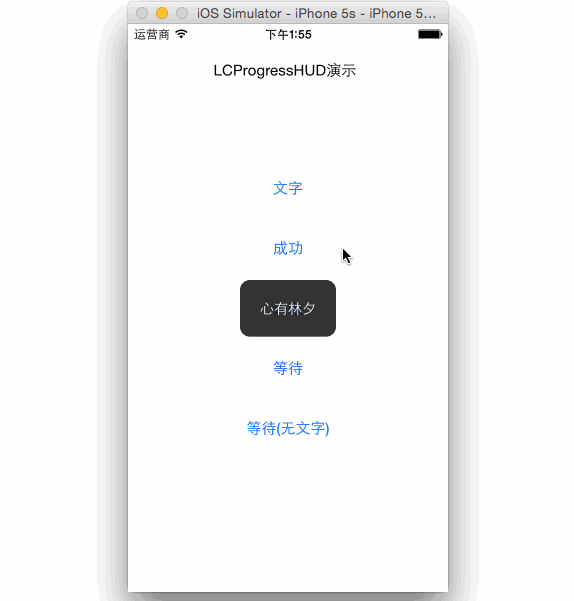 iOS Simulator - iPhone 5s - iPhone 5...
运营商 下午1:55
LCProgressHUD演示
文字
成功
心有林夕
等待
等待(无文字)